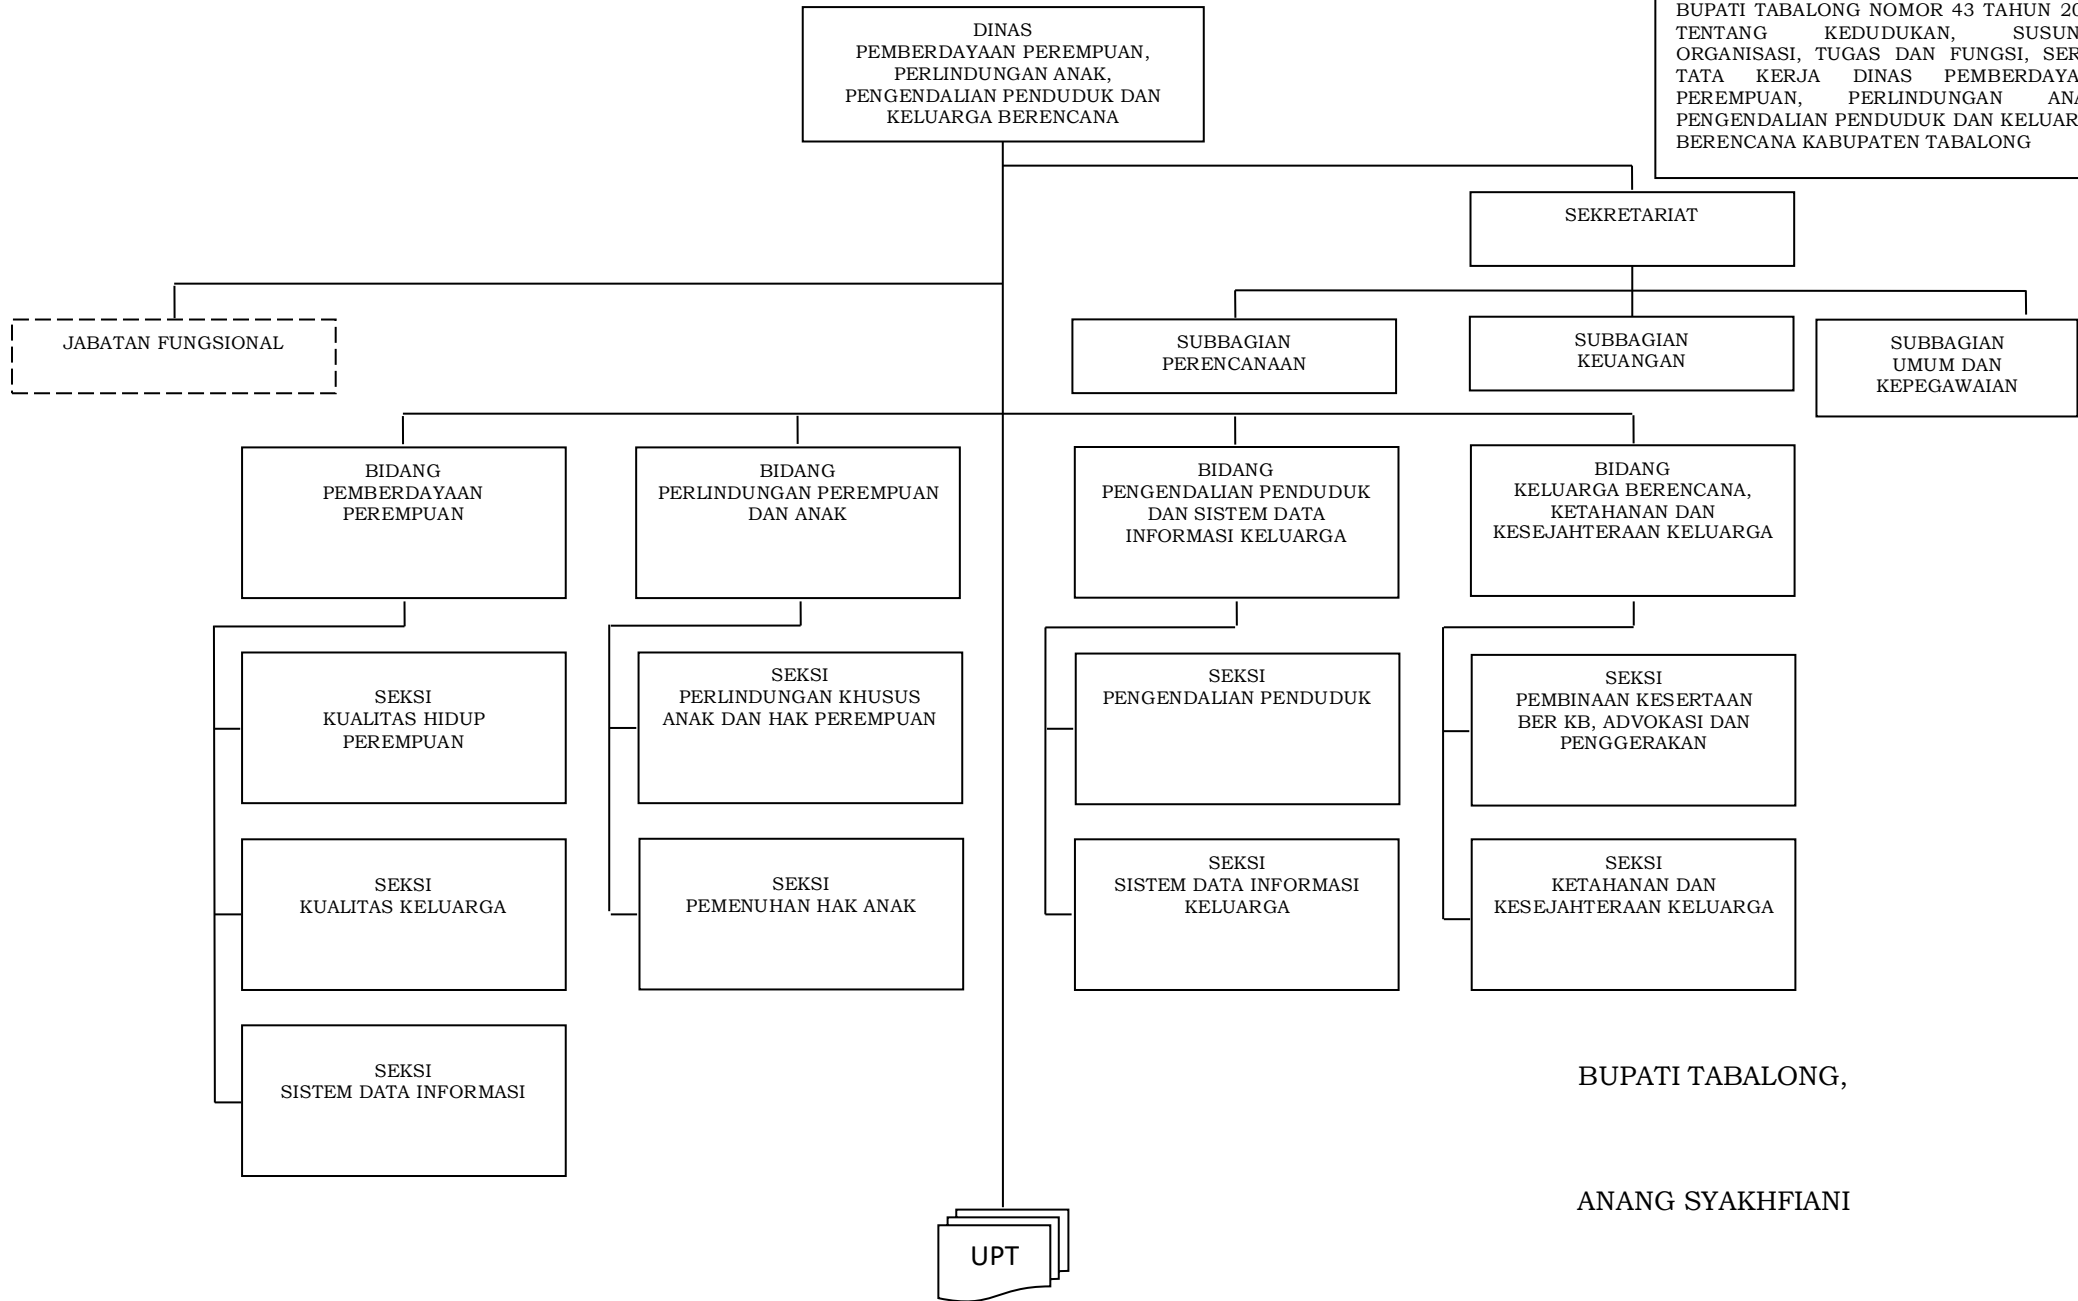 DINAS
PEMBERDAYAAN PEREMPUAN,
PERLINDUNGAN ANAK,
PENGENDALIAN PENDUDUK DAN
KELUARGA BERENCANA
BUPATI TABALONG NOMOR 43 TAHUN
TENTANG KEDUDUKAN,
ORGANISASI, TUGAS DAN FUNGSI,
TATA KERJA DINAS
PEREMPUAN, PERLINDUNGAN
PENGENDALIAN PENDUDUK DAN
BERENCANA KABUPATEN TABALONG
SEKRETARIAT
JABATAN FUNGSIONAL
SUBBAGIAN
PERENCANAAN
SUBBAGIAN
KEUANGAN
SUBBAGIAN
UMUM DAN
KEPEGAWAIAN
BIDANG
PEMBERDAYAAN
PEREMPUAN
BIDANG
PERLINDUNGAN PEREMPUAN
DAN ANAK
BIDANG
PENGENDALIAN PENDUDUK
DAN SISTEM DATA
INFORMASI KELUARGA
BIDANG
KELUARGA BERENCANA,
KETAHANAN DAN
KESEJAHTERAAN KELUARGA
SEKSI
KUALITAS HIDUP
PEREMPUAN
SEKSI
PERLINDUNGAN KHUSUS
ANAK DAN HAK PEREMPUAN
SEKSI
PENGENDALIAN PENDUDUK
SEKSI
PEMBINAAN KESERTAAN
BER KB, ADVOKASI DAN
PENGGERAKAN
SEKSI
KUALITAS KELUARGA
SEKSI
PEMENUHAN HAK ANAK
SEKSI
SISTEM DATA INFORMASI
KELUARGA
SEKSI
KETAHANAN DAN
KESEJAHTERAAN KELUARGA
SEKSI
SISTEM DATA INFORMASI
BUPATI TABALONG,
ANANG SYAKHFIANI
UPT